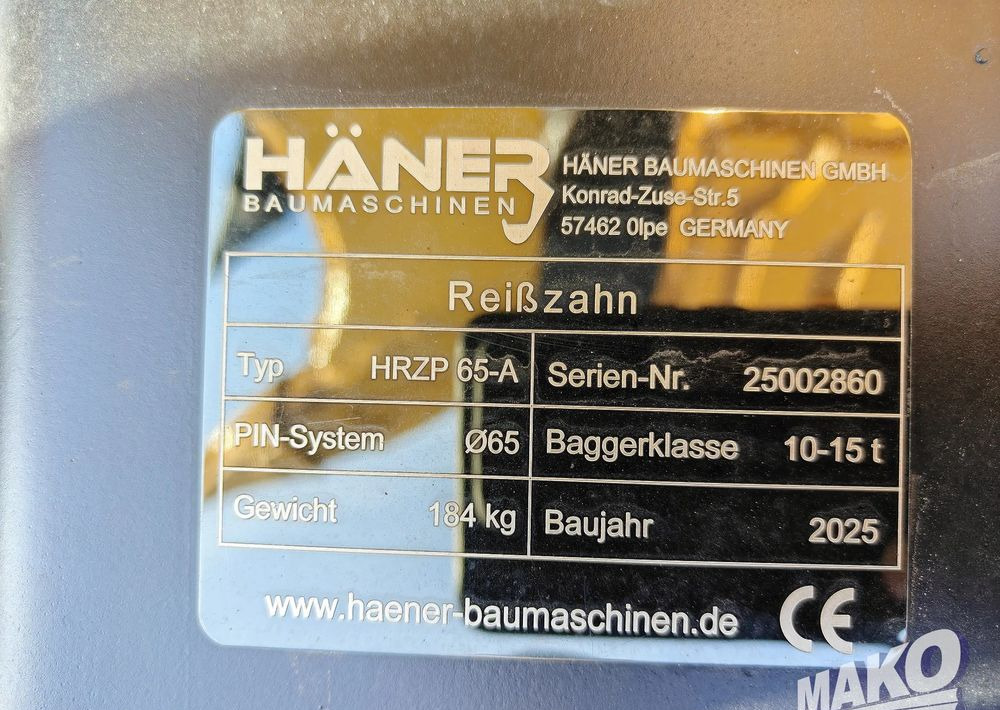 HÄNER
BAUMASCHINEN
HÄNER BAUMASCHINEN GMBH
Konrad-Zuse-Str.5
57462 0lpe GERMANY
Reißzahn
Typ HRZP 65-A Serien-Nr. 25002860
PIN-System Ø65 Baggerklasse 10-15 t
Gewicht 184 kg Baujahr 2025
www.haener-baumaschinen.de CE
MAKO